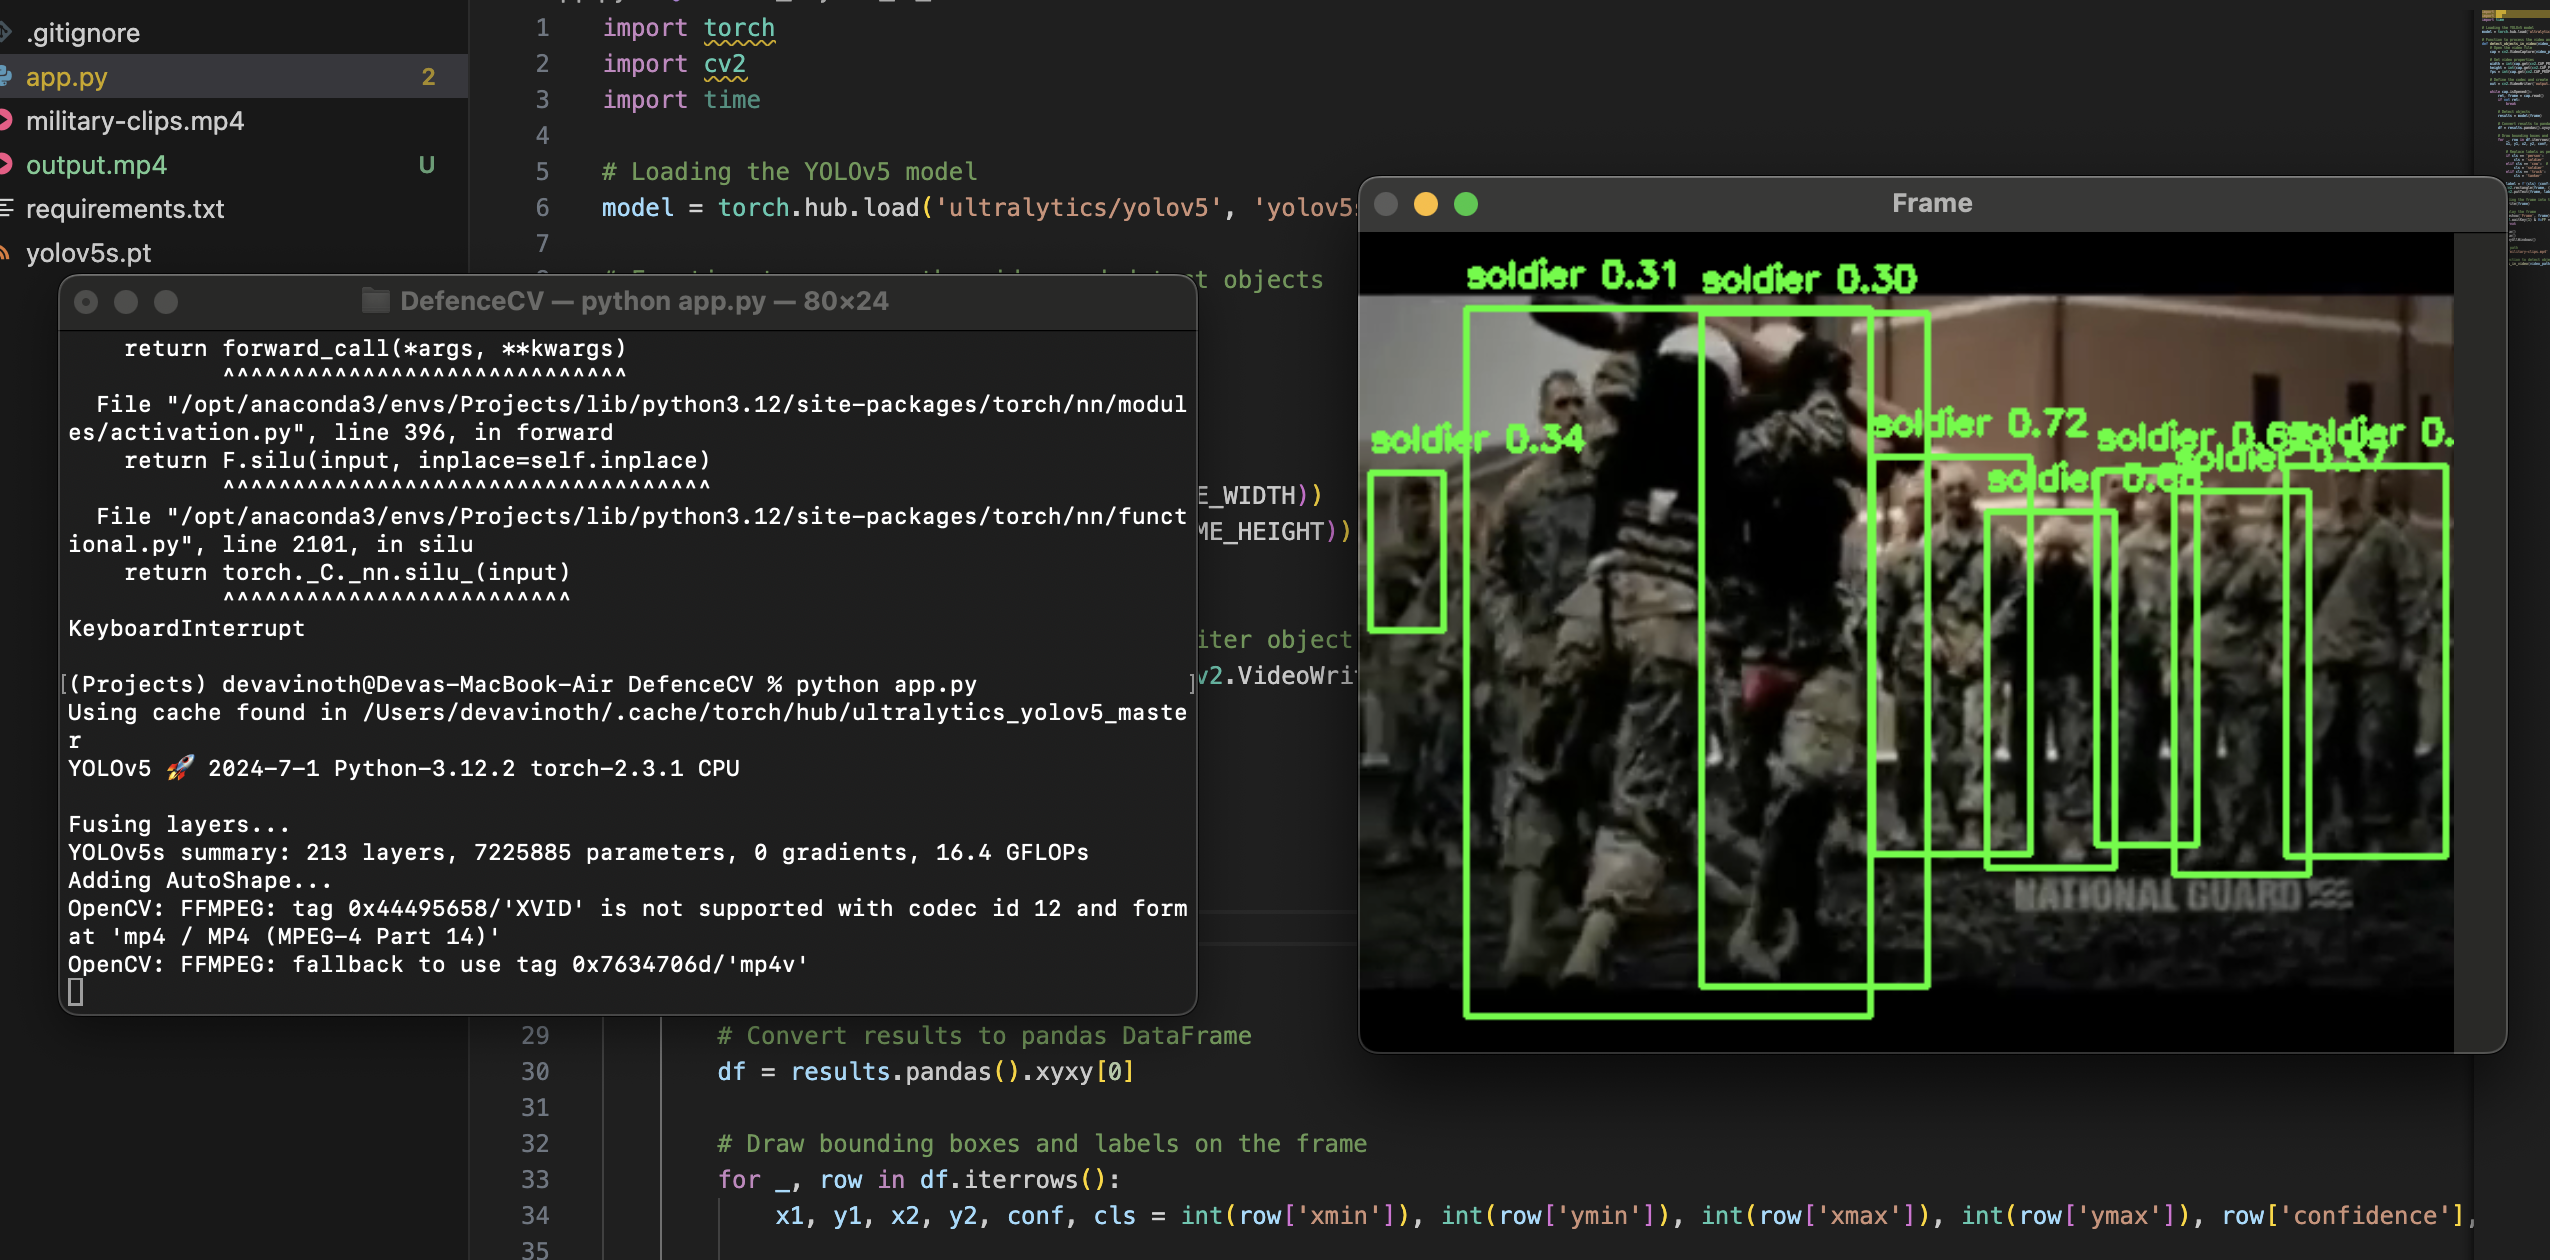 .gitignore
app.py 2
military-clips.mp4
output.mp4 U
requirements.txt
yolov5s.pt
1 import torch
2 import cv2
3 import time
4
5 # Loading the YOLOv5 model
6 model = torch.hub.load('ultralytics/yolov5', 'yolov5s
7
t objects
E_WIDTH))
ME_HEIGHT))
iter object
v2.VideoWrit
DefenceCV — python app.py — 80×24
return forward_call(*args, **kwargs)
^^^^^^^^^^^^^^^^^^^^^^^^^^^^^
File "/opt/anaconda3/envs/Projects/lib/python3.12/site-packages/torch/nn/modul
es/activation.py", line 396, in forward
return F.silu(input, inplace=self.inplace)
^^^^^^^^^^^^^^^^^^^^^^^^^^^^^^^^^^^
File "/opt/anaconda3/envs/Projects/lib/python3.12/site-packages/torch/nn/funct
ional.py", line 2101, in silu
return torch._C._nn.silu_(input)
^^^^^^^^^^^^^^^^^^^^^^^^^
KeyboardInterrupt
[(Projects) devavinoth@Devas-MacBook-Air DefenceCV % python app.py ]
Using cache found in /Users/devavinoth/.cache/torch/hub/ultralytics_yolov5_maste
r
YOLOv5 🚀 2024-7-1 Python-3.12.2 torch-2.3.1 CPU
Fusing layers...
YOLOv5s summary: 213 layers, 7225885 parameters, 0 gradients, 16.4 GFLOPs
Adding AutoShape...
OpenCV: FFMPEG: tag 0x44495658/'XVID' is not supported with codec id 12 and form
at 'mp4 / MP4 (MPEG-4 Part 14)'
OpenCV: FFMPEG: fallback to use tag 0x7634706d/'mp4v'
Frame
soldier 0.31 soldier 0.30
soldier 0.34
soldier 0.72
soldier
soldier 0.
soldier
soldier
NATIONAL GUARD
29 # Convert results to pandas DataFrame
30 df = results.pandas().xyxy[0]
31
32 # Draw bounding boxes and labels on the frame
33 for _, row in df.iterrows():
34 x1, y1, x2, y2, conf, cls = int(row['xmin']), int(row['ymin']), int(row['xmax']), int(row['ymax']), row['confidence'],
35